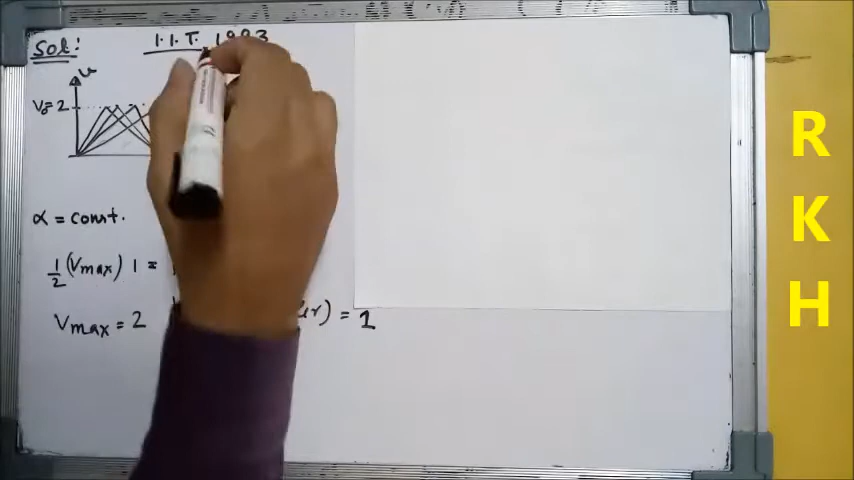 Sol:
I.I.T. 1993
v
V₀=2
α = const.
½(Vmax) 1 =
Vmax = 2
= 1
R
K
H